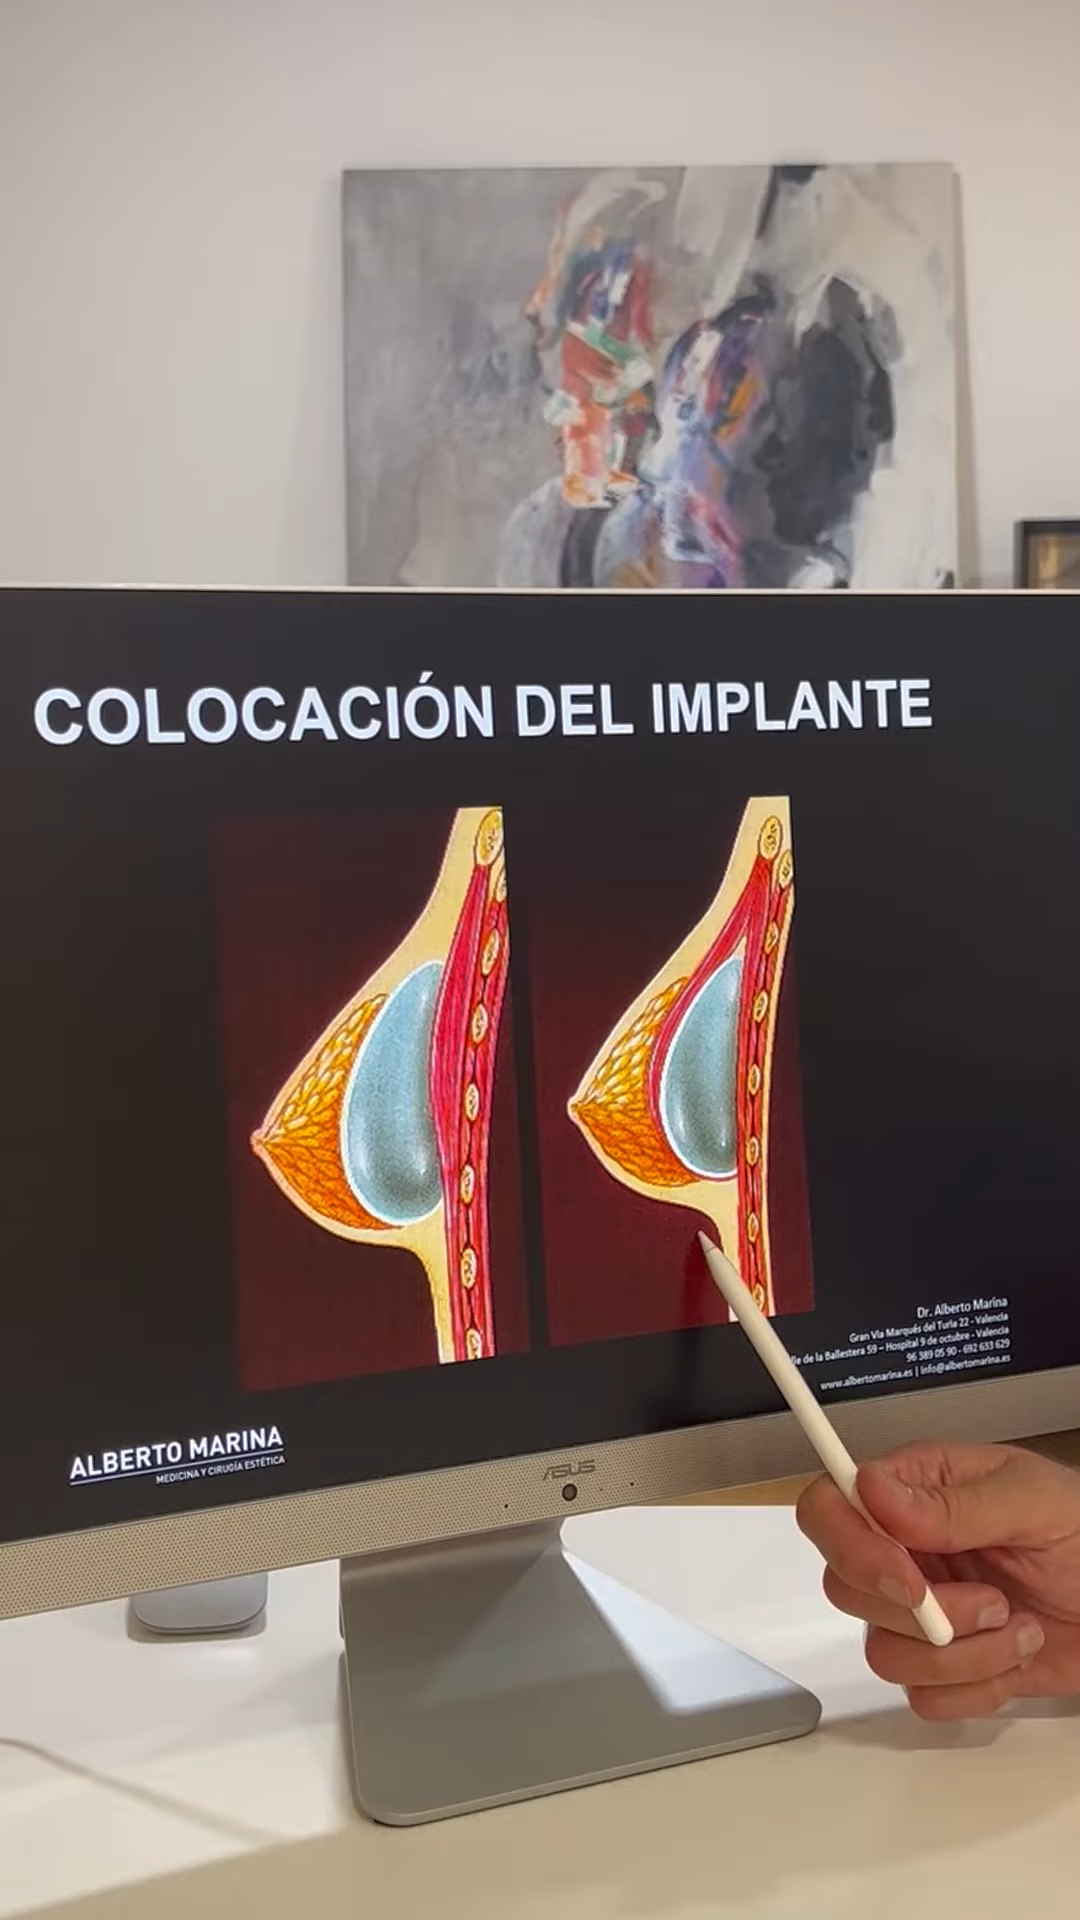 COLOCACIÓN DEL IMPLANTE
Dr. Alberto Marina
Gran Vía Marqués del Turia 22 - Valencia
de la Ballestera 59 – Hospital 9 de octubre - Valencia
96 389 05 90 - 692 633 629
www.albertomarina.es | info@albertomarina.es
ALBERTO MARINA
MEDICINA Y CIRUGÍA ESTÉTICA
ASUS